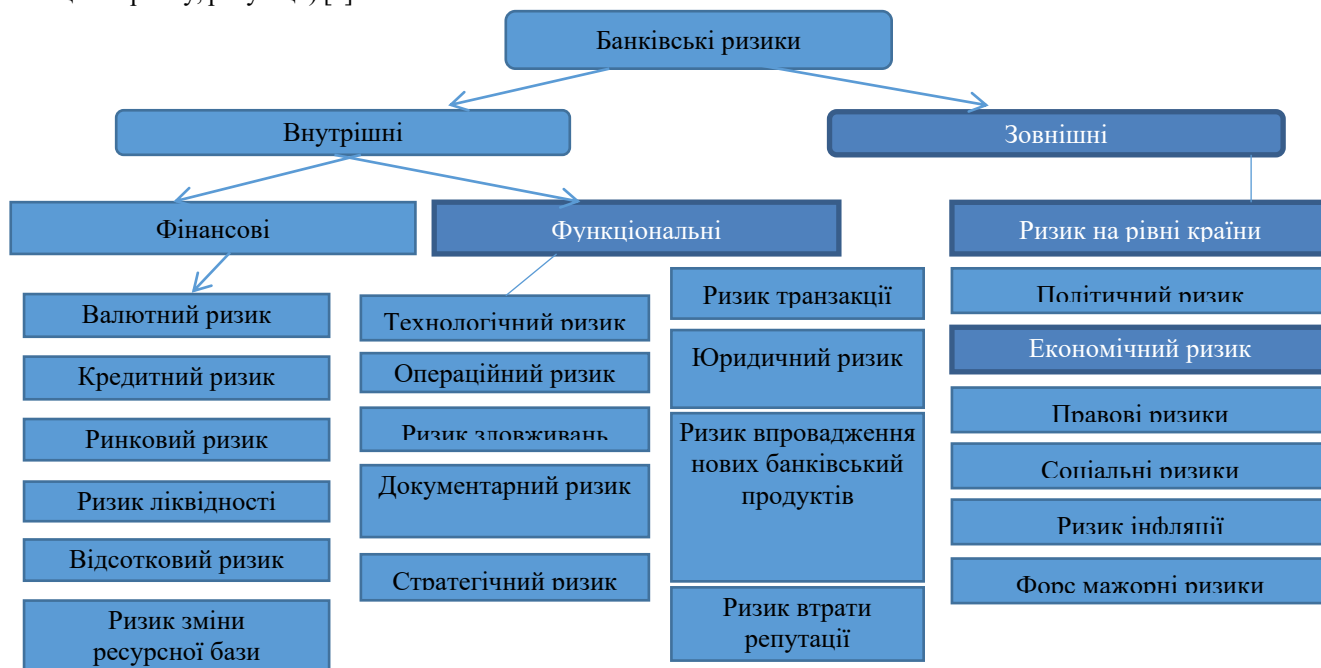 Банківські ризики
Внутрішні
Зовнішні
Фінансові
Функціональні
Ризик на рівні країни
Валютний ризик
Кредитний ризик
Ринковий ризик
Ризик ліквідності
Відсотковий ризик
Ризик зміни
ресурсної бази
Технологічний ризик
Операційний ризик
Ризик зловживань
Документарний ризик
Стратегічний ризик
Ризик транзакції
Юридичний ризик
Ризик впровадження
нових банківський
продуктів
Ризик втрати
репутації
Політичний ризик
Економічний ризик
Правові ризики
Соціальні ризики
Ризик інфляції
Форс мажорні ризики